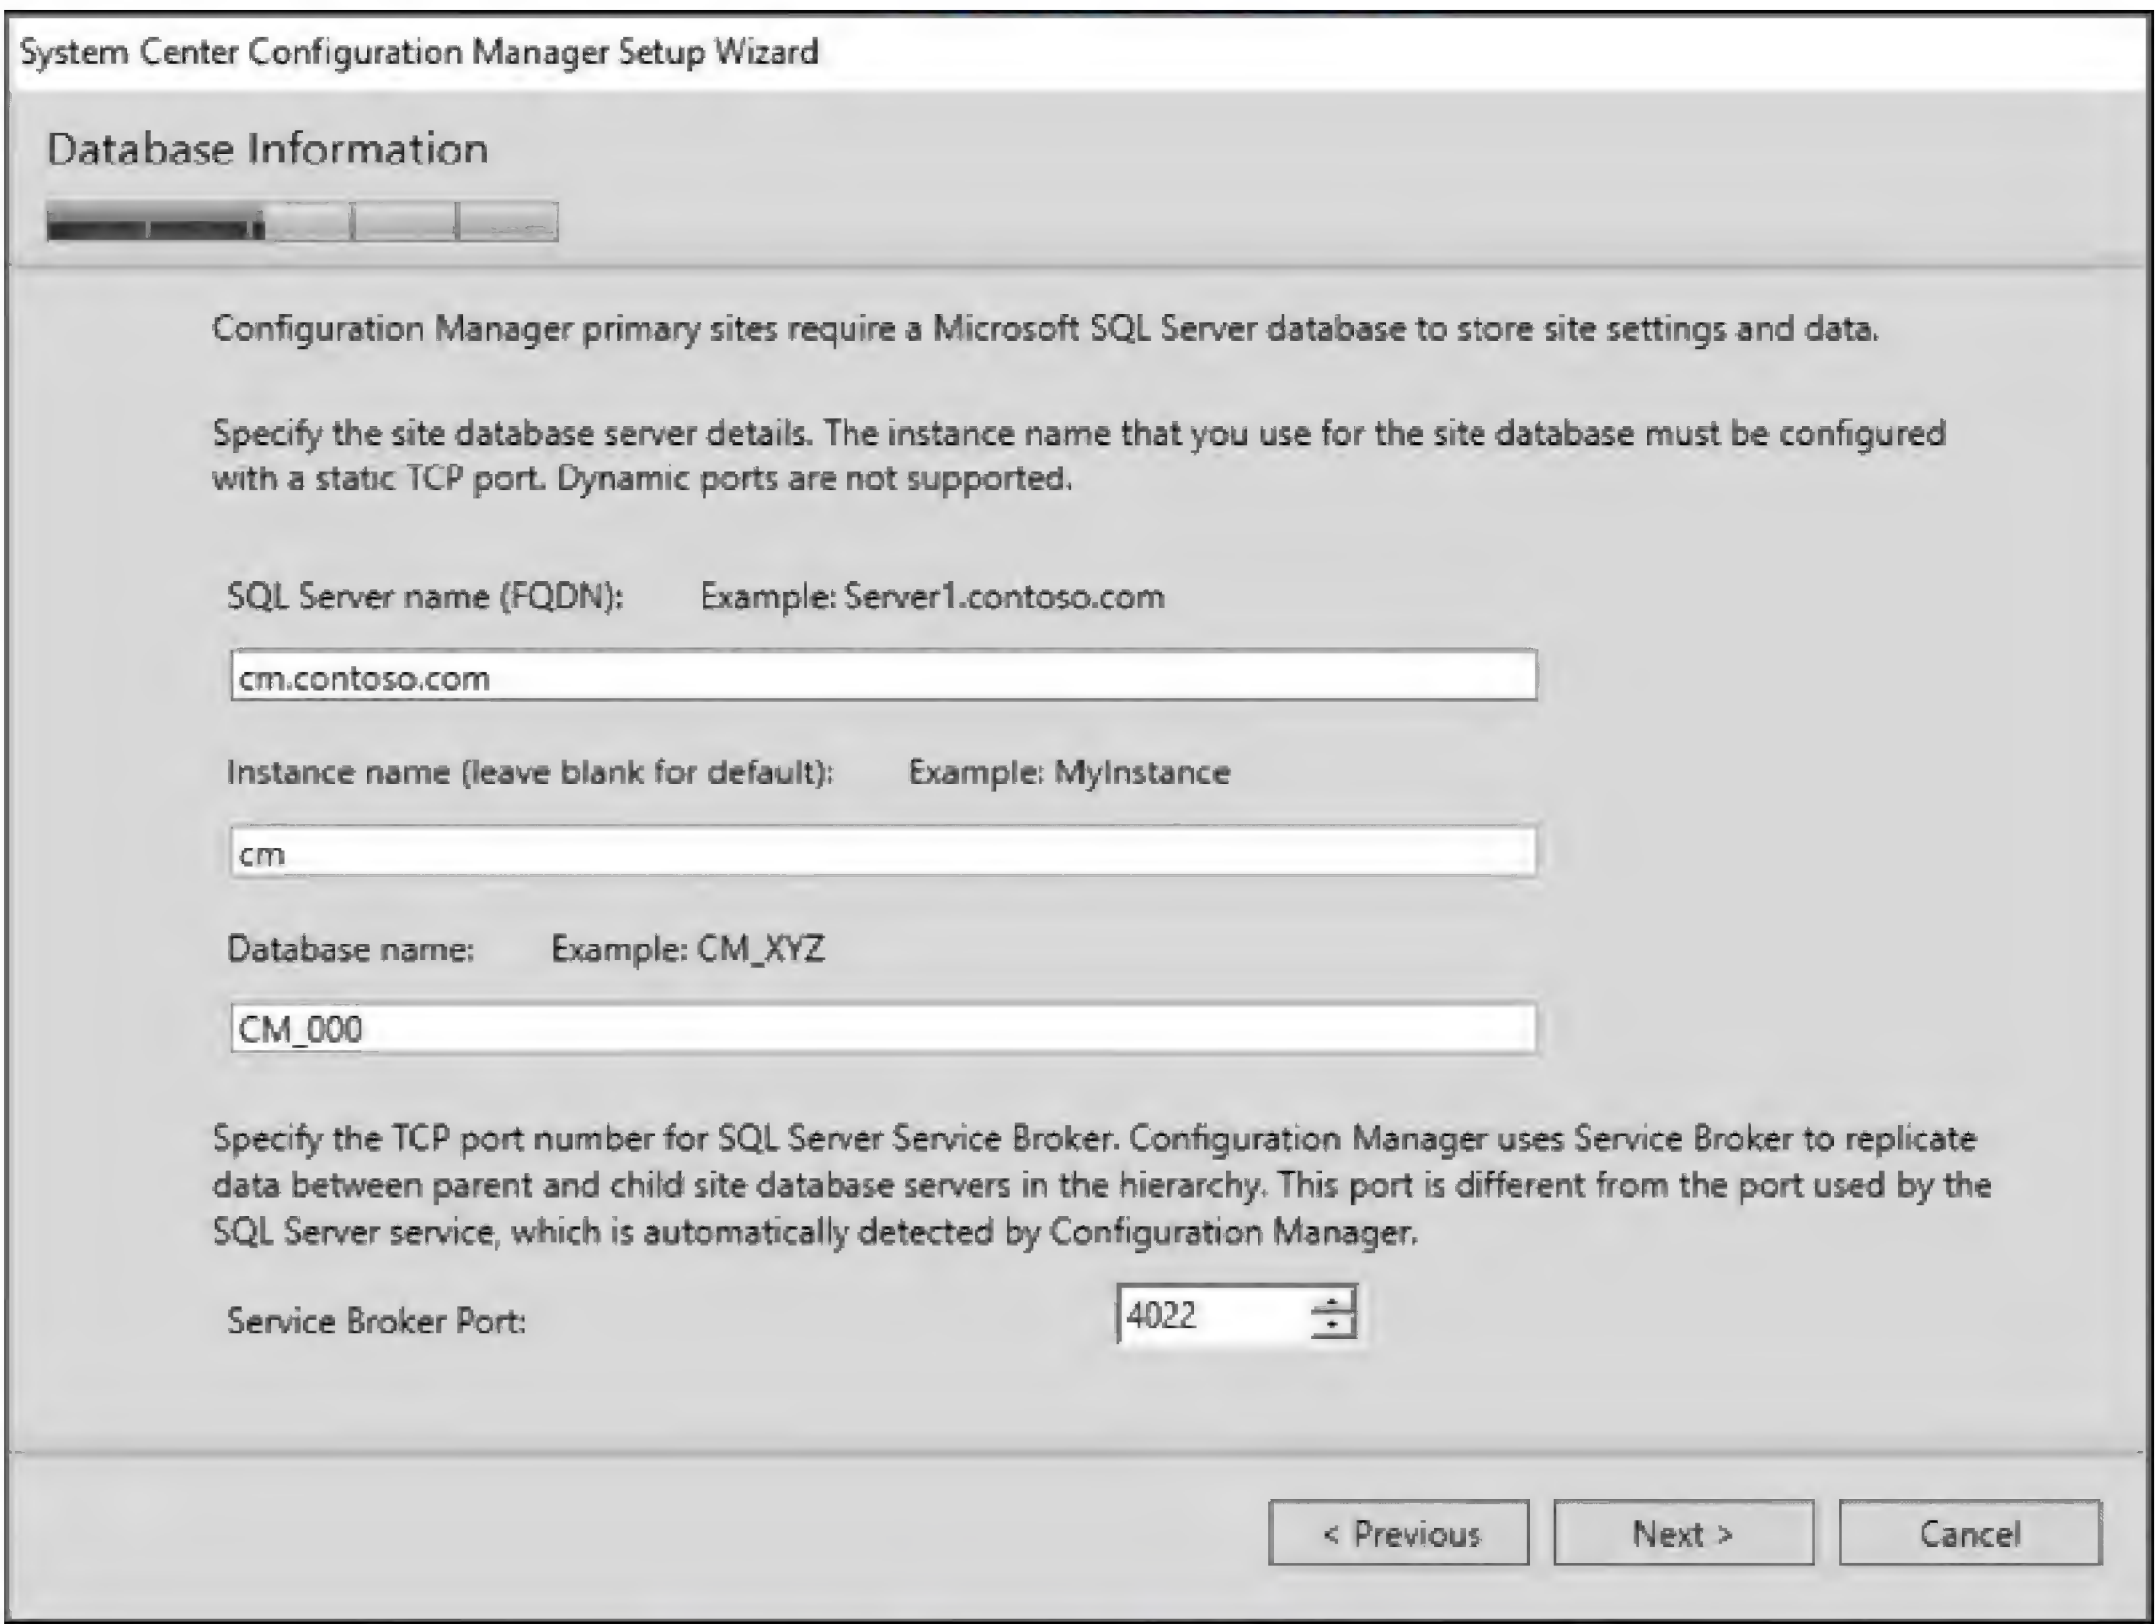 System Center Configuration Manager Setup Wizard
Database Information
Configuration Manager primary sites require a Microsoft SQL Server database to store site settings and data.
Specify the site database server details. The instance name that you use for the site database must be configured
with a static TCP port. Dynamic ports are not supported.
SQL Server name (FQDN): Example: Server1.contoso.com
cm.contoso.com
Instance name (leave blank for default): Example: MyInstance
cm
Database name: Example: CM_XYZ
CM_000
Specify the TCP port number for SQL Server Service Broker. Configuration Manager uses Service Broker to replicate
data between parent and child site database servers in the hierarchy. This port is different from the port used by the
SQL Server service, which is automatically detected by Configuration Manager.
Service Broker Port: 4022
< Previous Next > Cancel